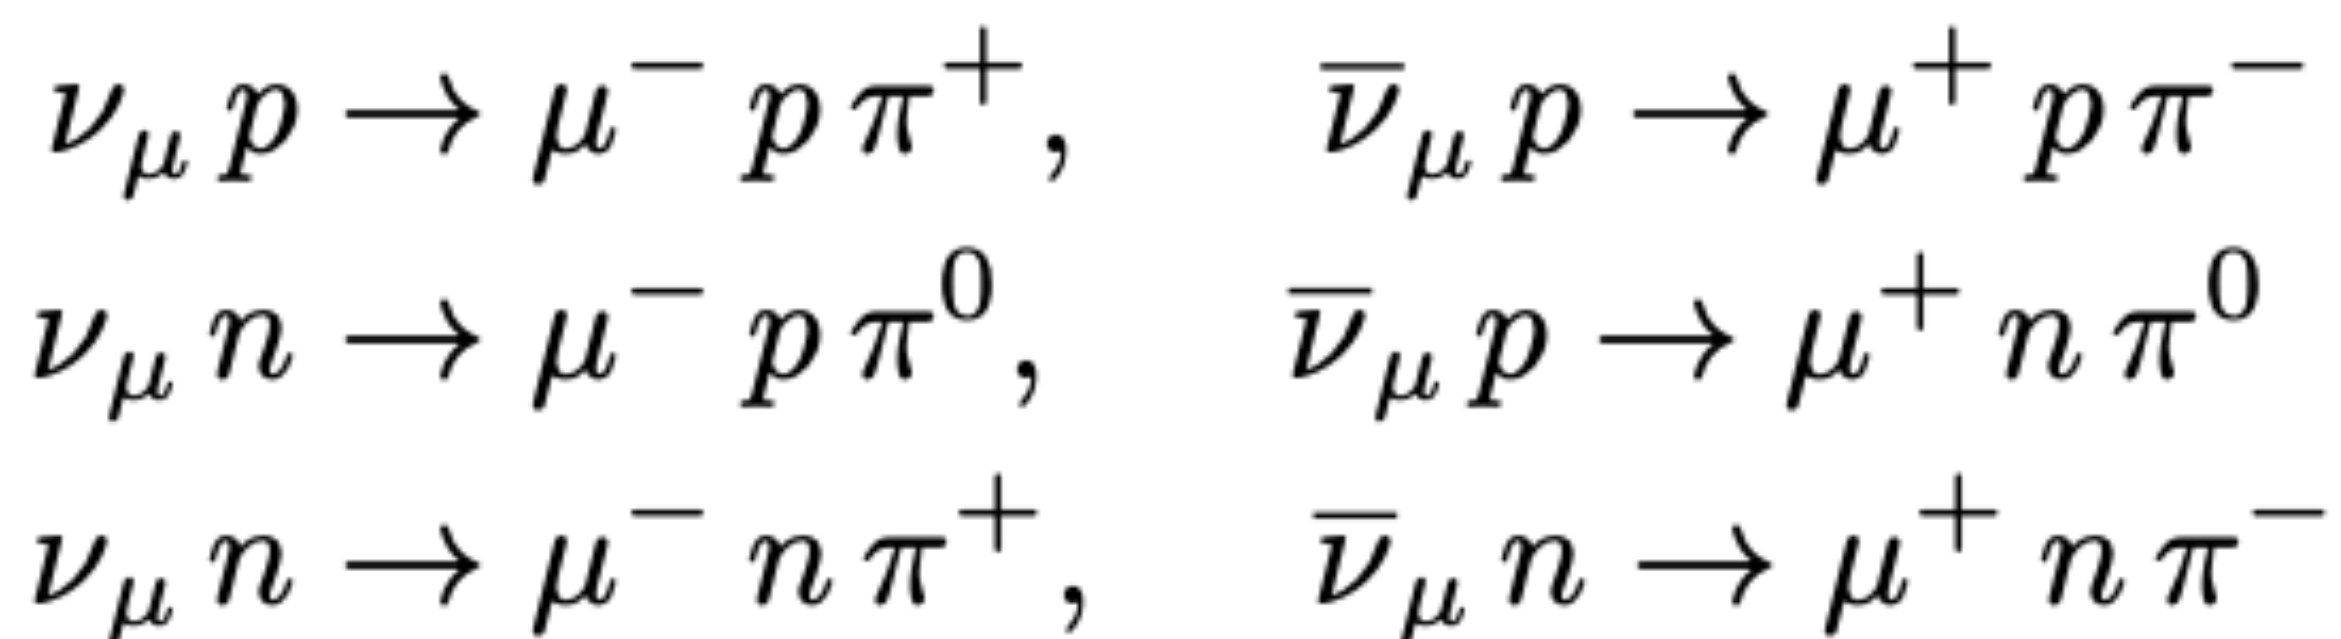 ν_μ p → μ⁻ p π⁺, ν̅_μ p → μ⁺ p π⁻
ν_μ n → μ⁻ p π⁰, ν̅_μ p → μ⁺ n π⁰
ν_μ n → μ⁻ n π⁺, ν̅_μ n → μ⁺ n π⁻